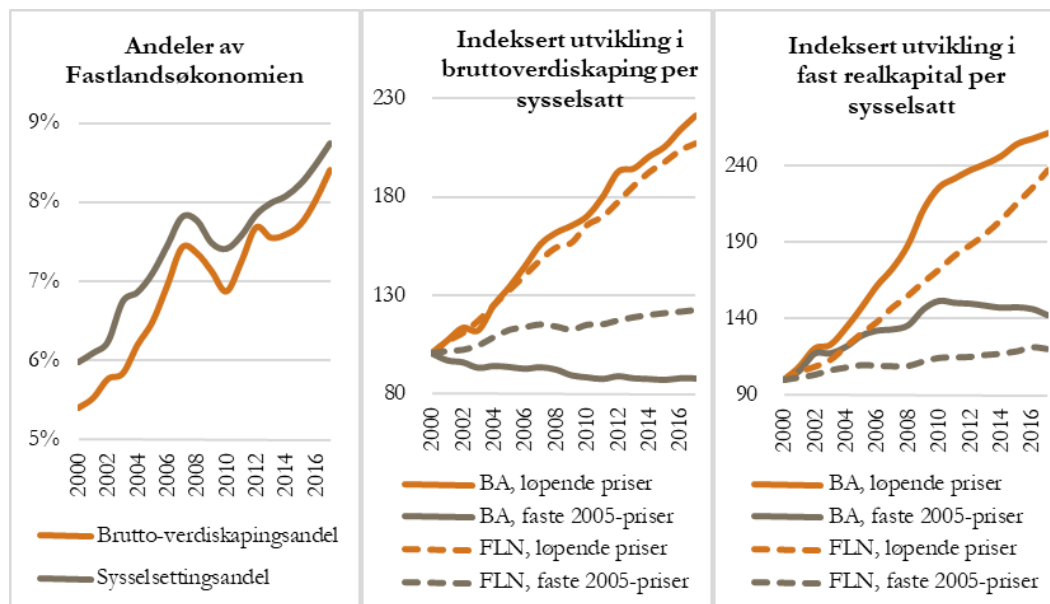 Andeler av
Fastlandsøkonomien
9%
8%
7%
6%
5%
2000
2002
2004
2006
2008
2010
2012
2014
2016
Brutto-verdiskapingsandel
Sysselsettingsandel
Indeksert utvikling i
bruttoverdiskaping per
sysselsatt
230
180
130
80
2000
2002
2004
2006
2008
2010
2012
2014
2016
BA, løpende priser
BA, faste 2005-priser
FLN, løpende priser
FLN, faste 2005-priser
Indeksert utvikling i
fast realkapital per
sysselsatt
240
190
140
90
2000
2002
2004
2006
2008
2010
2012
2014
2016
BA, løpende priser
BA, faste 2005-priser
FLN, løpende priser
FLN, faste 2005-priser